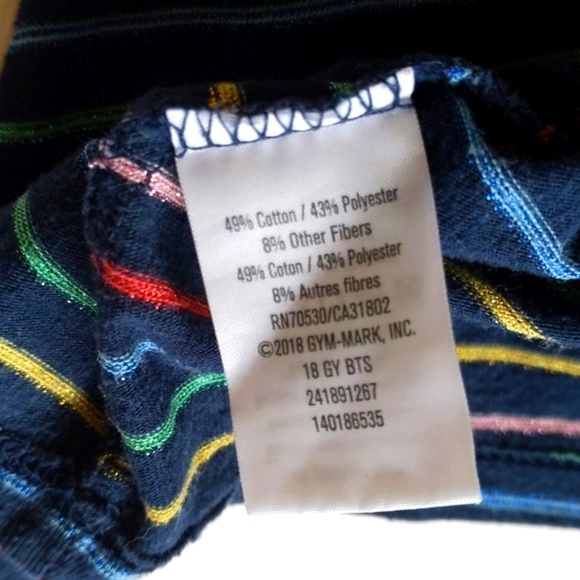 49% Cotton / 43% Polyester
8% Other Fibers
49% Coton / 43% Polyester
8% Autres fibres
RN70530/CA31802
©2018 GYM-MARK, INC.
18 GY BTS
241891267
140186535